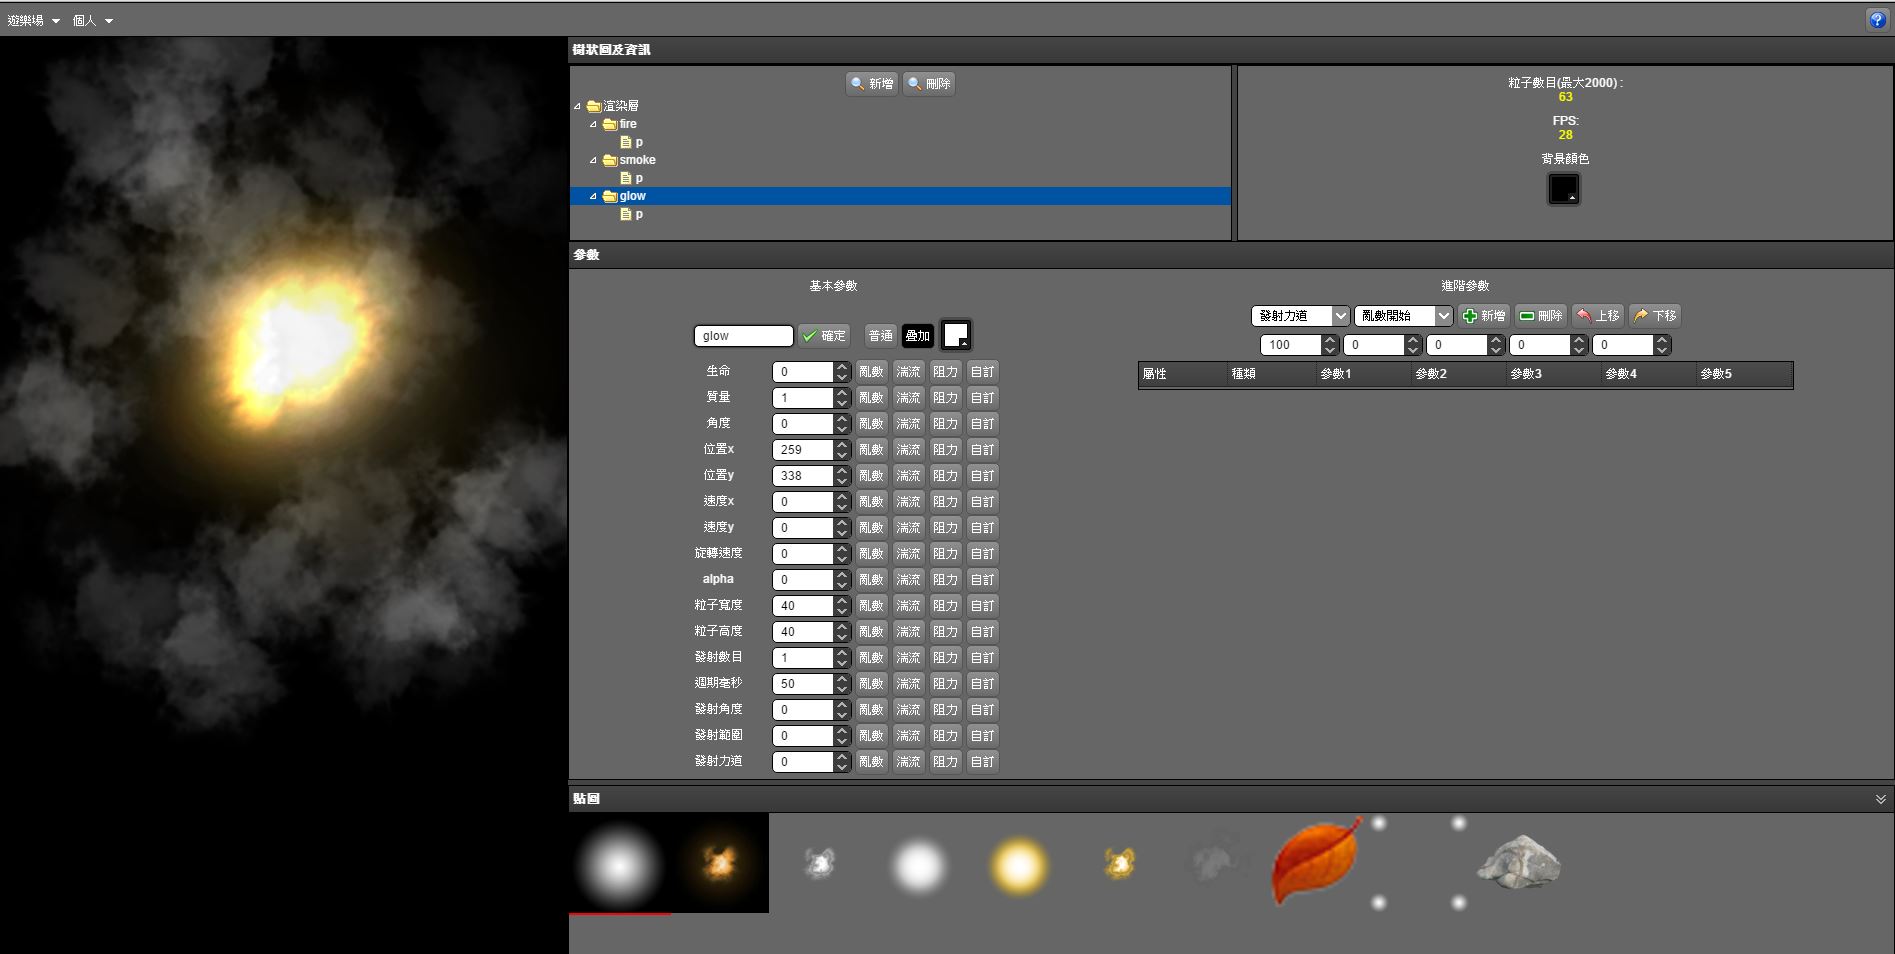 遊樂場 個人
樹狀圖及資訊
新增 刪除
渲染層
fire
p
smoke
p
glow
p
粒子數目(最大2000) :
63
FPS:
28
背景顏色
參數
基本參數
glow 確定 普通 疊加
生命 0 亂數 湍流 阻力 自訂
質量 1 亂數 湍流 阻力 自訂
角度 0 亂數 湍流 阻力 自訂
位置x 259 亂數 湍流 阻力 自訂
位置y 338 亂數 湍流 阻力 自訂
速度x 0 亂數 湍流 阻力 自訂
速度y 0 亂數 湍流 阻力 自訂
旋轉速度 0 亂數 湍流 阻力 自訂
alpha 0 亂數 湍流 阻力 自訂
粒子寬度 40 亂數 湍流 阻力 自訂
粒子高度 40 亂數 湍流 阻力 自訂
發射數目 1 亂數 湍流 阻力 自訂
週期毫秒 50 亂數 湍流 阻力 自訂
發射角度 0 亂數 湍流 阻力 自訂
發射範圍 0 亂數 湍流 阻力 自訂
發射力道 0 亂數 湍流 阻力 自訂
進階參數
發射力道 亂數開始 新增 刪除 上移 下移
100 0 0 0 0
屬性 種類 參數1 參數2 參數3 參數4 參數5
貼圖